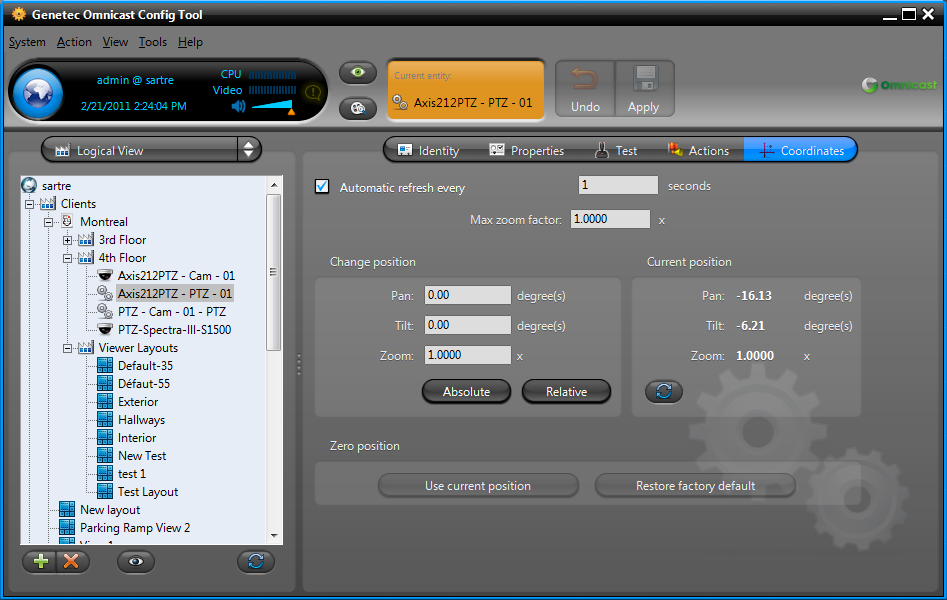 Genetec Omnicast Config Tool
System Action View Tools Help
admin @ sartre
2/21/2011 2:24:04 PM
CPU
Video
Current entity:
Axis212PTZ - PTZ - 01
Undo
Apply
Omnicast
Logical View
Identity
Properties
Test
Actions
Coordinates
sartre
Clients
Montreal
3rd Floor
4th Floor
Axis212PTZ - Cam - 01
Axis212PTZ - PTZ - 01
PTZ - Cam - 01 - PTZ
PTZ-Spectra-III-S1500
Viewer Layouts
Default-35
Défaut-55
Exterior
Hallways
Interior
New Test
test 1
Test Layout
New layout
Parking Ramp View 2
Automatic refresh every 1 seconds
Max zoom factor: 1.0000 x
Change position
Pan: 0.00 degree(s)
Tilt: 0.00 degree(s)
Zoom: 1.0000 x
Absolute
Relative
Current position
Pan: -16.13 degree(s)
Tilt: -6.21 degree(s)
Zoom: 1.0000 x
Zero position
Use current position
Restore factory default